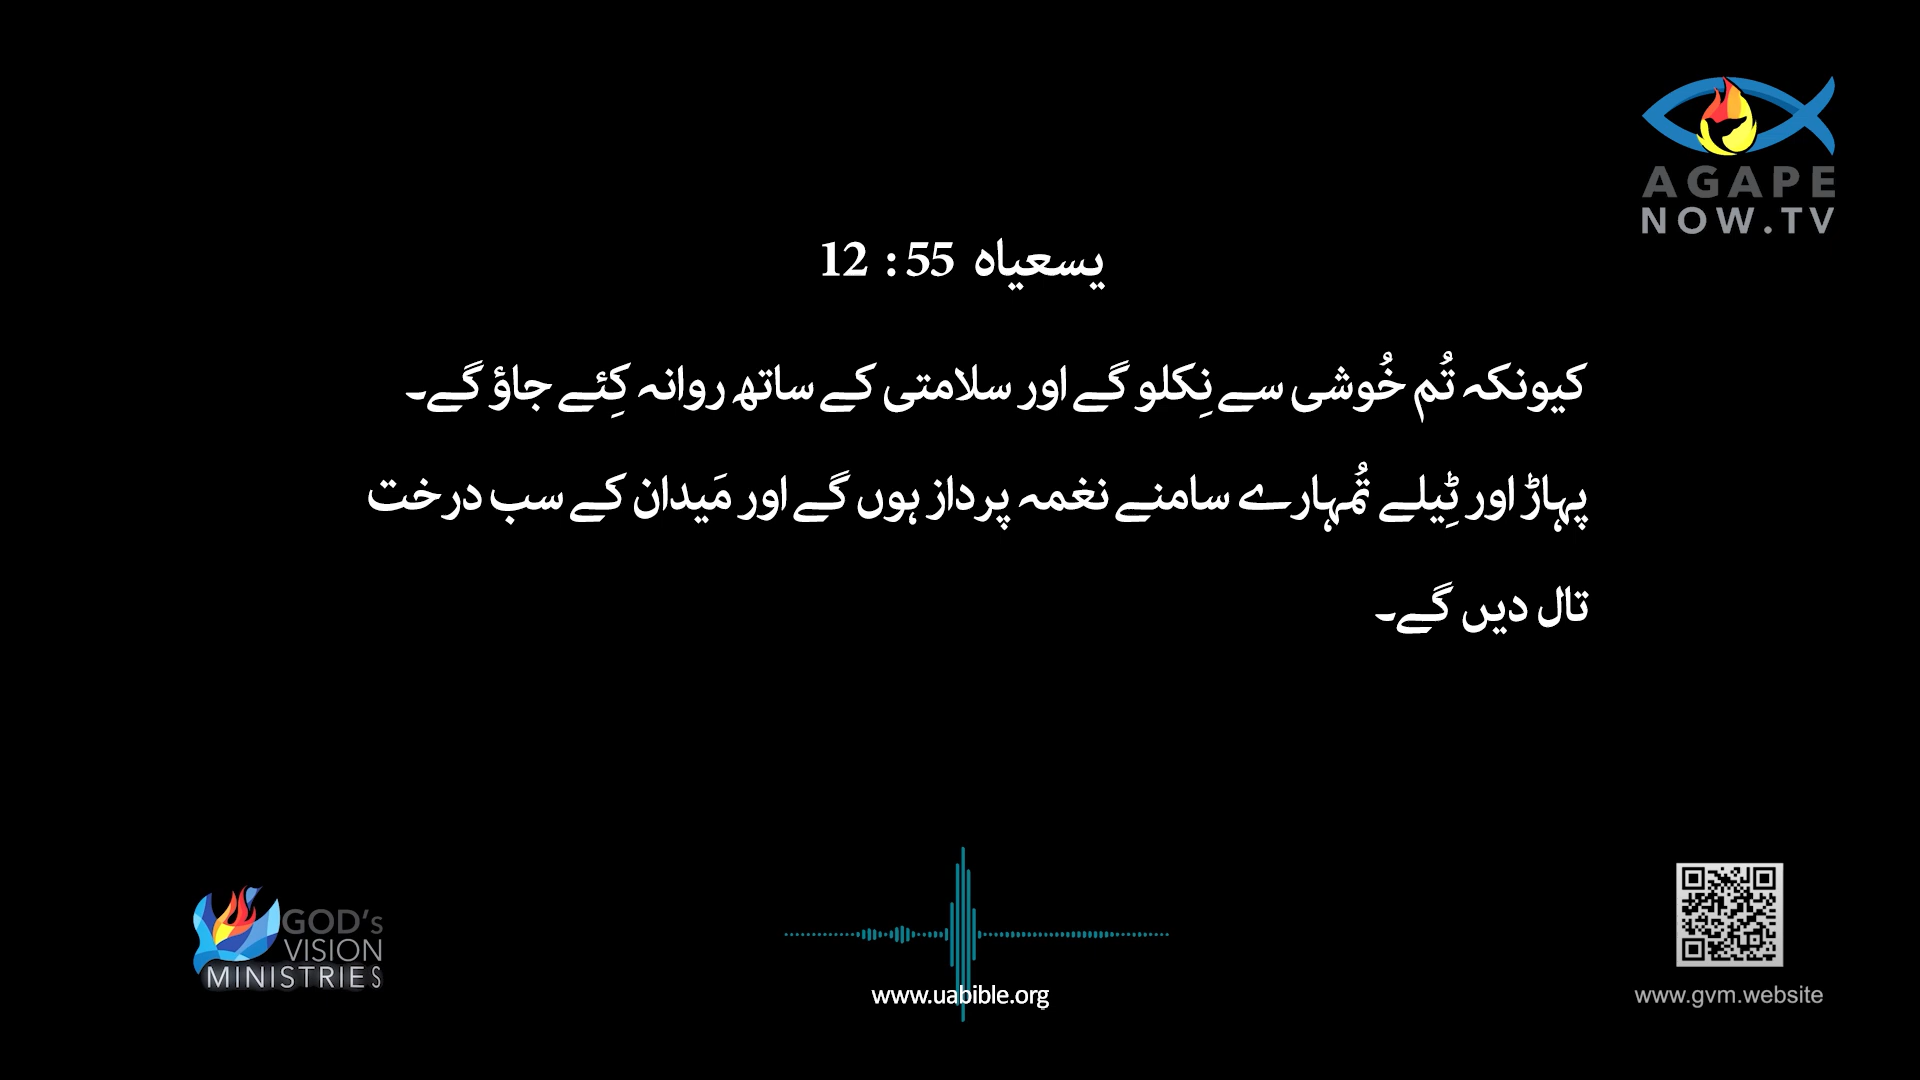 AGAPE
NOW.TV
یسعیاہ 55 : 12
کیونکہ تُم خُوشی سے نِکلو گے اور سلامتی کے ساتھ روانہ کِئے جاؤ گے۔
پہاڑ اور ٹِیلے تُمہارے سامنے نغمہ پرداز ہوں گے اور مَیدان کے سب درخت
تال دیں گے۔
GOD's
VISION
MINISTRIES
www.uabible.org
www.gvm.website